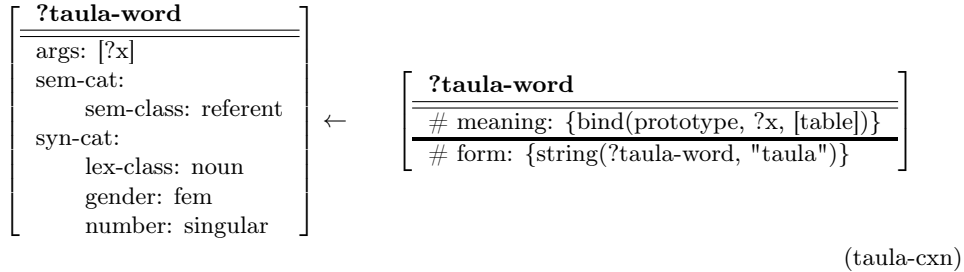 ?taula-word
args: [?x]
sem-cat:
sem-class: referent
syn-cat:
lex-class: noun
gender: fem
number: singular
←
?taula-word
# meaning: {bind(prototype, ?x, [table])}
# form: {string(?taula-word, "taula")}
(taula-cxn)